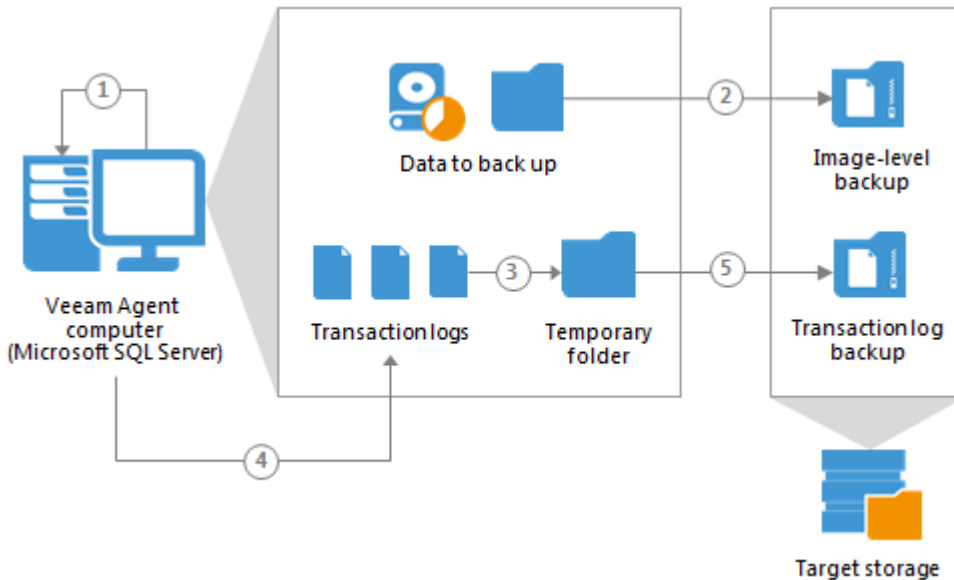 1
2
Data to back up
Image-level
backup
3
5
Veeam Agent
computer
(Microsoft SQL Server)
Transaction logs
Temporary
folder
Transaction log
backup
4
Target storage